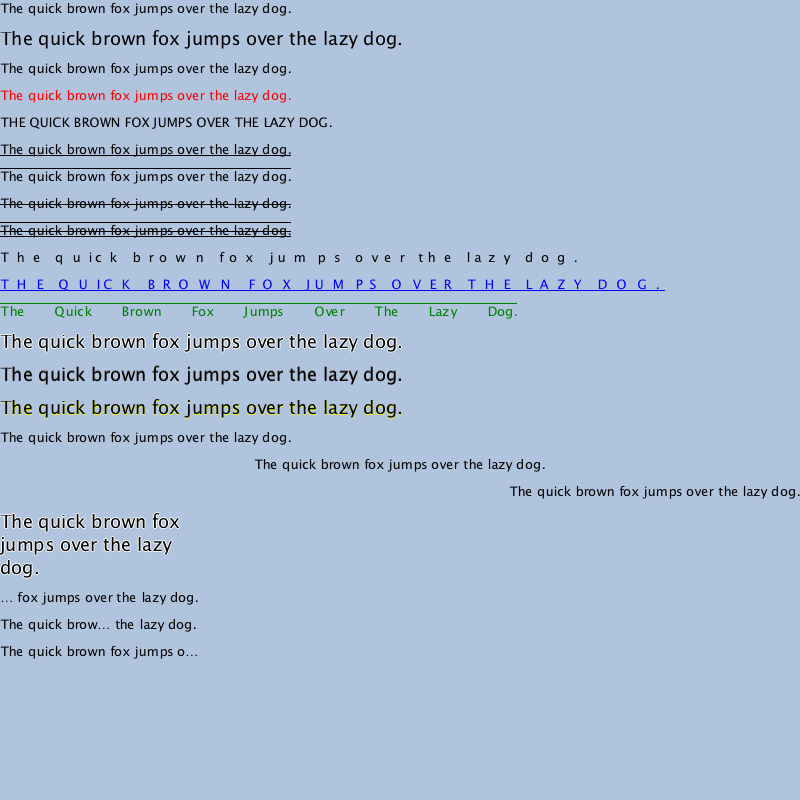 The quick brown fox jumps over the lazy dog.
The quick brown fox jumps over the lazy dog.
The quick brown fox jumps over the lazy dog.
The quick brown fox jumps over the lazy dog.
THE QUICK BROWN FOX JUMPS OVER THE LAZY DOG.
The quick brown fox jumps over the lazy dog.
The quick brown fox jumps over the lazy dog.
The quick brown fox jumps over the lazy dog.
The quick brown fox jumps over the lazy dog.
The quick brown fox jumps over the lazy dog.
THE QUICK BROWN FOX JUMPS OVER THE LAZY DOG.
The Quick Brown Fox Jumps Over The Lazy Dog.
The quick brown fox jumps over the lazy dog.
The quick brown fox jumps over the lazy dog.
The quick brown fox jumps over the lazy dog.
The quick brown fox jumps over the lazy dog.
The quick brown fox jumps over the lazy dog.
The quick brown fox jumps over the lazy dog.
The quick brown fox
jumps over the lazy
dog.
… fox jumps over the lazy dog.
The quick brow… the lazy dog.
The quick brown fox jumps o…